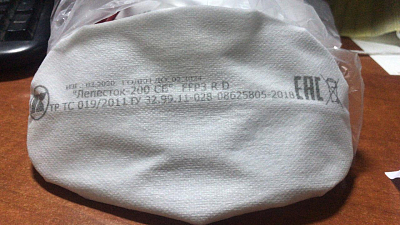 "Лепесток-200 СБ" FFP3 R D
ТР ТС 019/2011 ТУ 32.99.11-028-08625805-2018
ЕАС